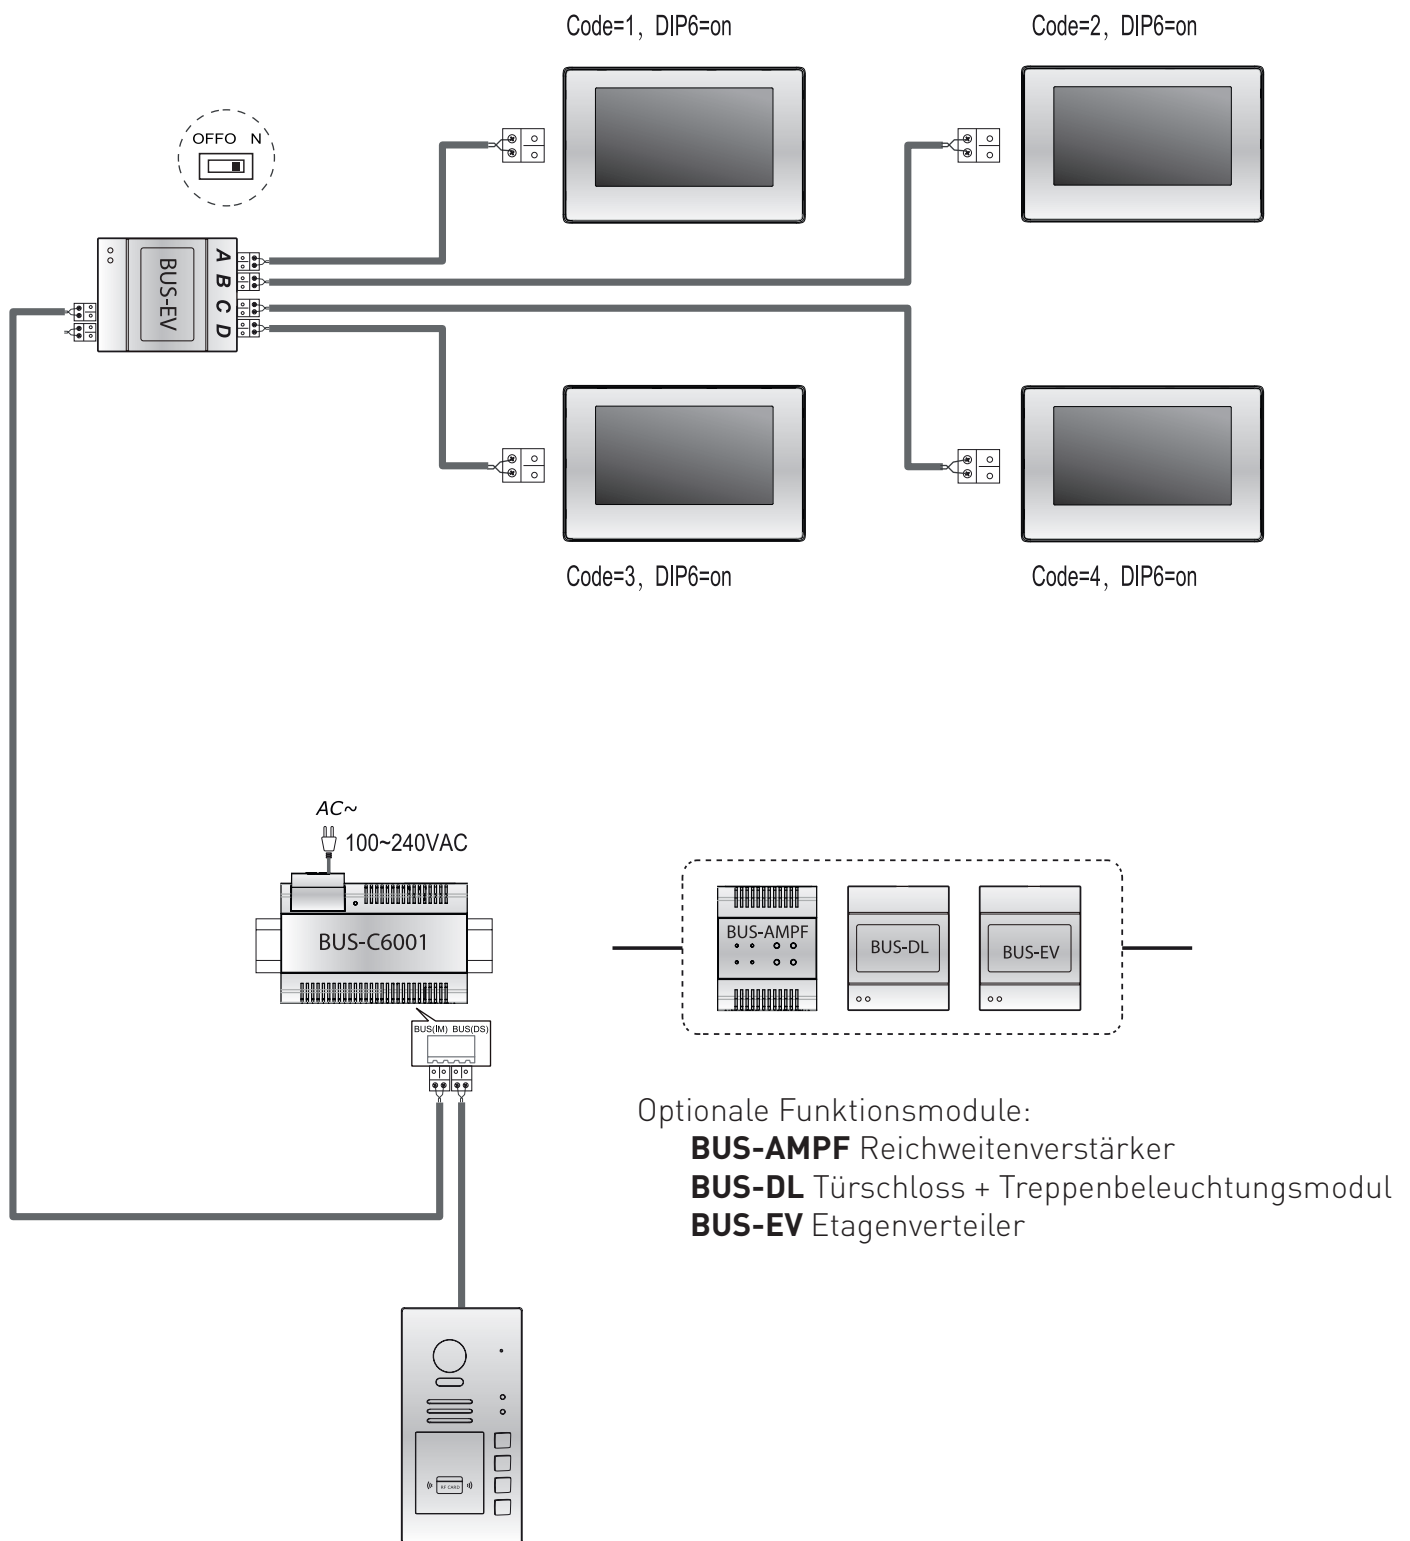 Code=1, DIP6=on
Code=2, DIP6=on
OFFO N
BUS-EV
A
B
C
D
Code=3, DIP6=on
Code=4, DIP6=on
AC~
100~240VAC
BUS-C6001
BUS(IM) BUS(DS)
BUS-AMPF
BUS-DL
BUS-EV
Optionale Funktionsmodule:
BUS-AMPF Reichweitenverstärker
BUS-DL Türschloss + Treppenbeleuchtungsmodul
BUS-EV Etagenverteiler
RF CARD